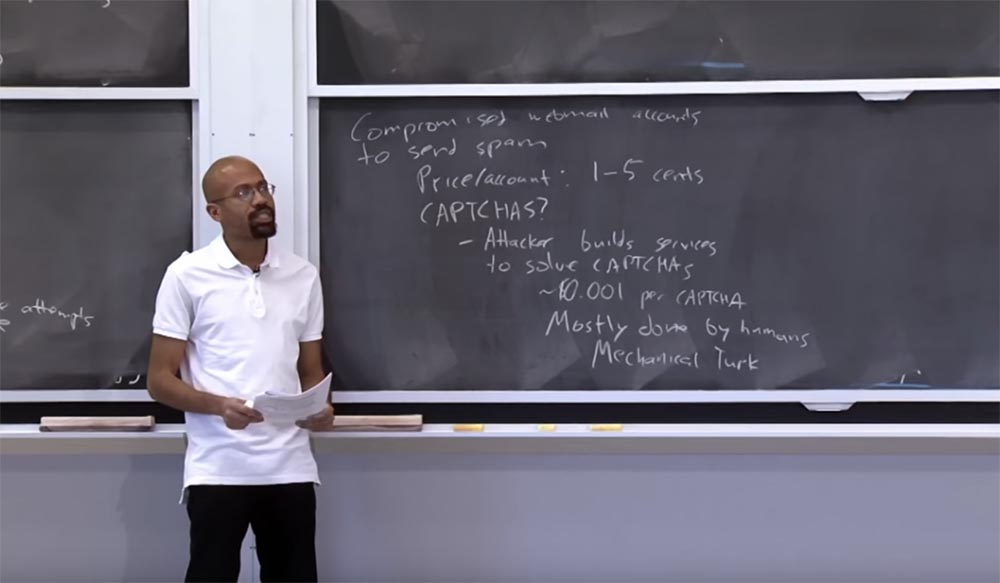 attempts
Compromised webmail accounts
to send spam
Price/account: 1-5 cents
CAPTCHAS?
- Attacker builds services
to solve CAPTCHAs
~$0.001 per CAPTCHA
Mostly done by humans
Mechanical Turk